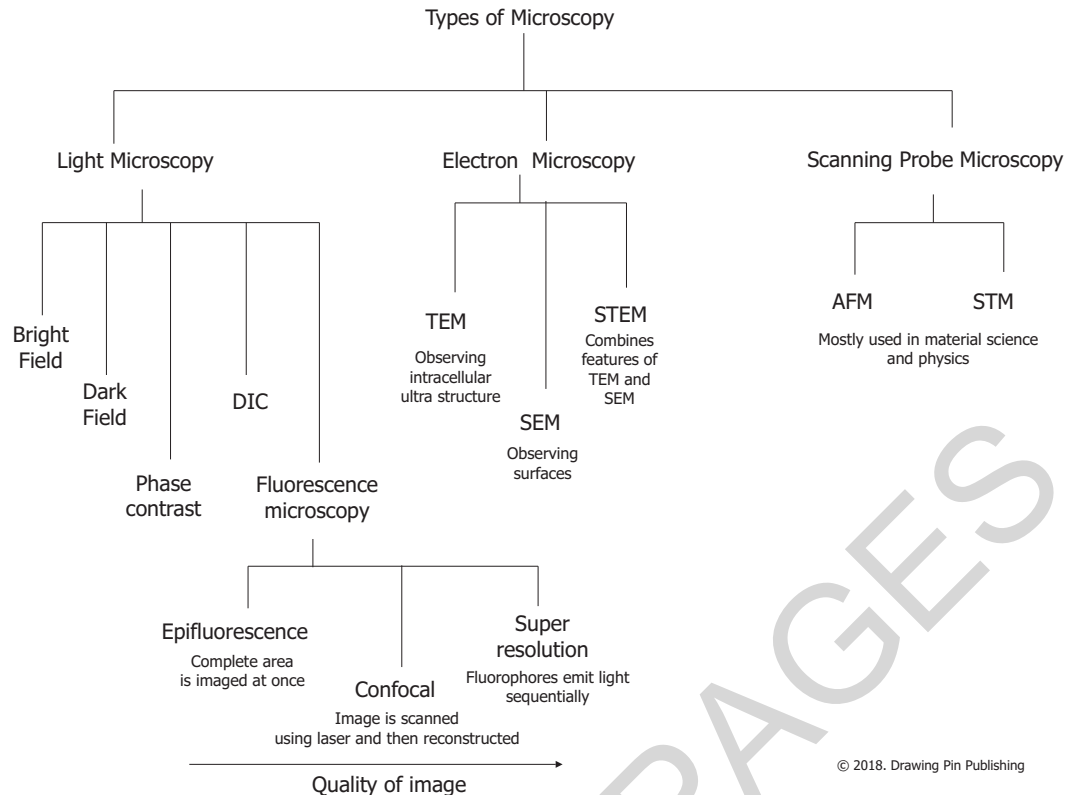 Types of Microscopy
Light Microscopy
Electron Microscopy
Scanning Probe Microscopy
Bright
Field
Dark
Field
Phase
contrast
DIC
Fluorescence
microscopy
TEM
Observing
intracellular
ultra structure
SEM
Observing
surfaces
STEM
Combines
features of
TEM and
SEM
AFM
STM
Mostly used in material science
and physics
Epifluorescence
Complete area
is imaged at once
Confocal
Image is scanned
using laser and then reconstructed
Super
resolution
Fluorophores emit light
sequentially
Quality of image
© 2018. Drawing Pin Publishing
PAGES